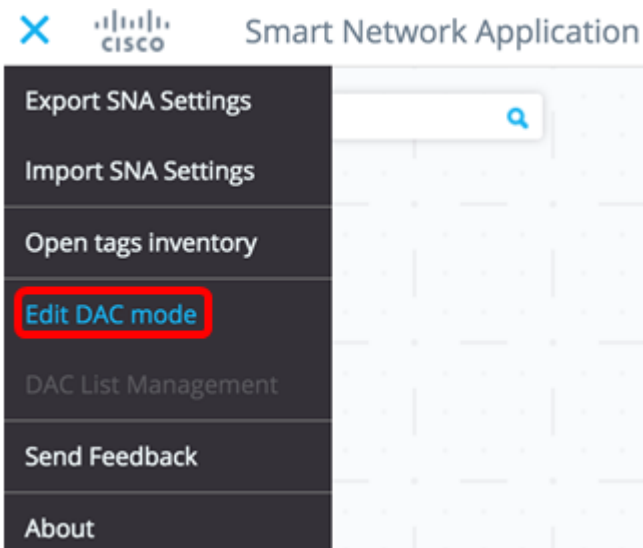 CISCO
Smart Network Application
Export SNA Settings
Import SNA Settings
Open tags inventory
Edit DAC mode
DAC List Management
Send Feedback
About